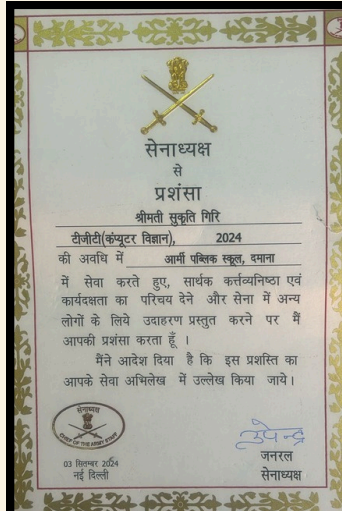 सेनाध्यक्ष
से
प्रशंसा
श्रीमती सुकृति गिरि
टीजीटी(कंप्यूटर विज्ञान), 2024
की अवधि में आर्मी पब्लिक स्कूल, दमाना
में सेवा करते हुए, सार्थक कर्त्तव्यनिष्ठा एवं
कार्यदक्षता का परिचय देने और सेना में अन्य
लोगों के लिये उदाहरण प्रस्तुत करने पर मैं
आपकी प्रशंसा करता हूँ ।
मैंने आदेश दिया है कि इस प्रशस्ति का
आपके सेवा अभिलेख में उल्लेख किया जाये।
सेनाध्यक्ष
CHIEF OF THE ARMY STAFF
03 सितम्बर 2024
नई दिल्ली
उपेन्द्र
जनरल
सेनाध्यक्ष